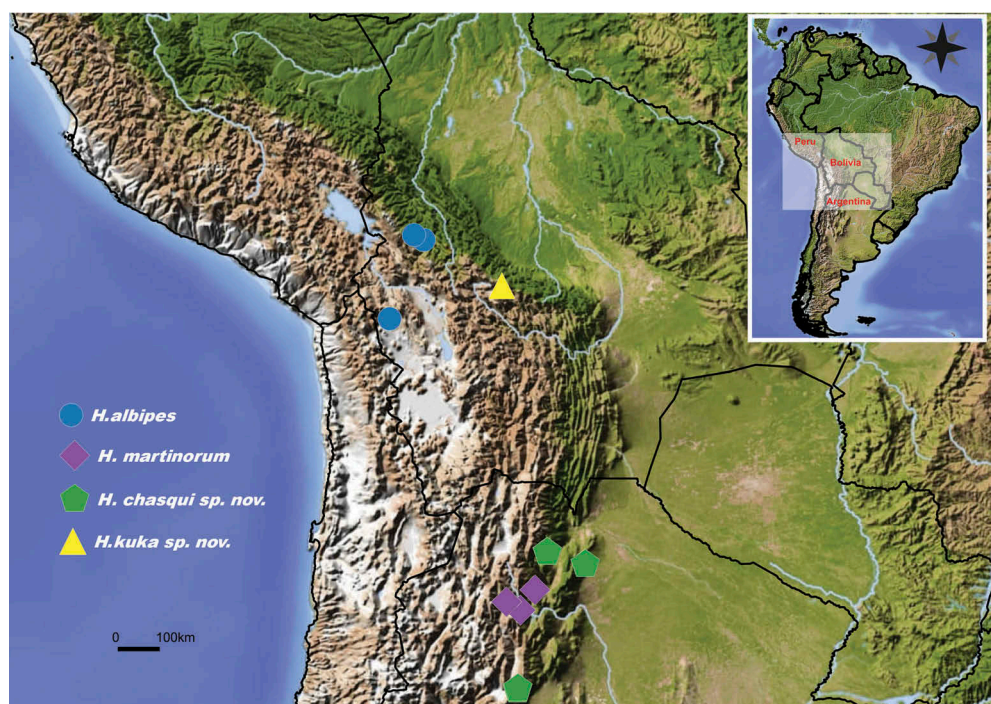 Peru
Bolivia
Argentina
H.albipes
H. martinorum
H. chasqui sp. nov.
H.kuka sp. nov.
0 100km